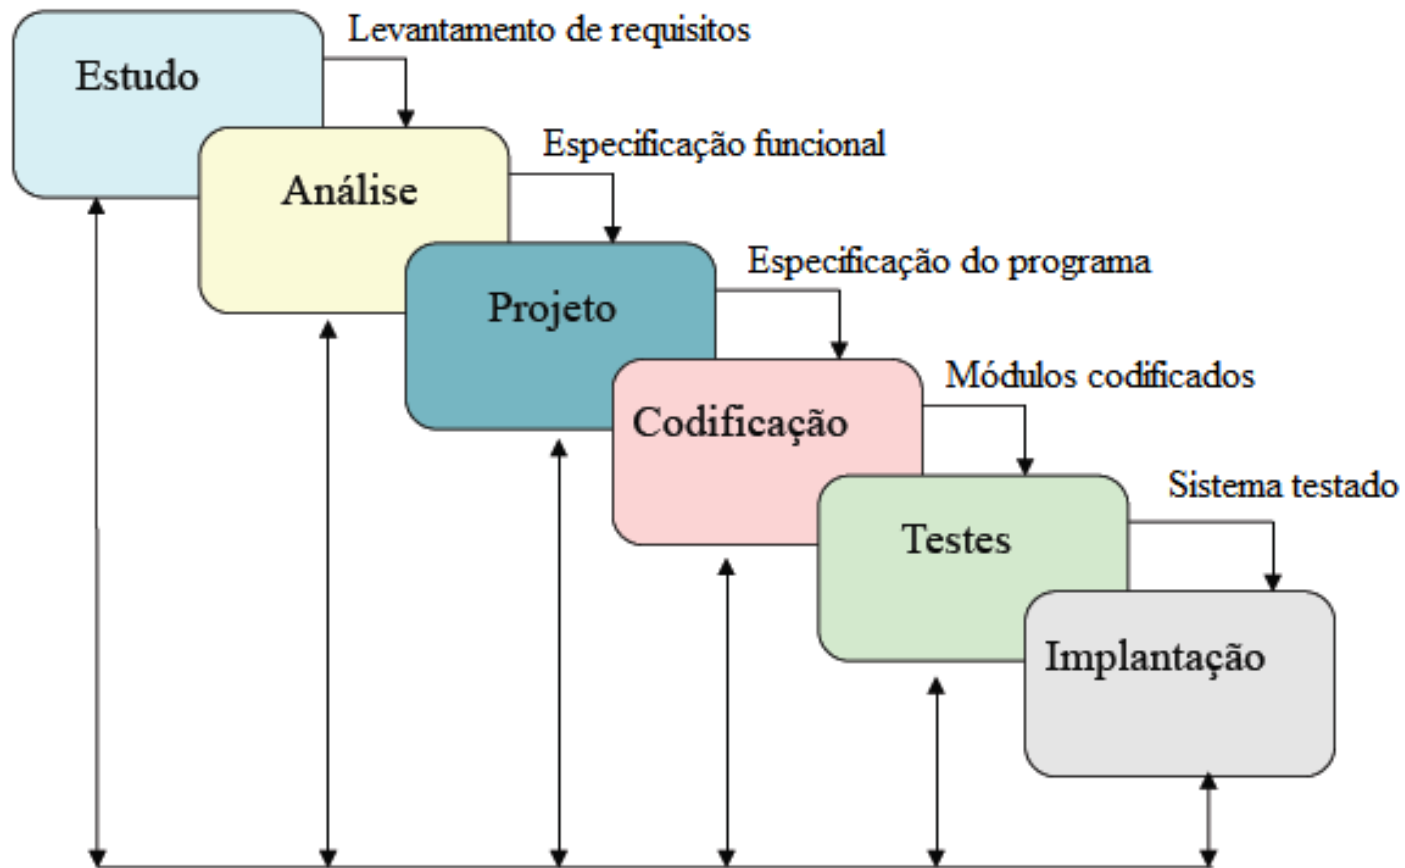 Levantamento de requisitos
Estudo
Especificação funcional
Análise
Especificação do programa
Projeto
Módulos codificados
Codificação
Sistema testado
Testes
Implantação